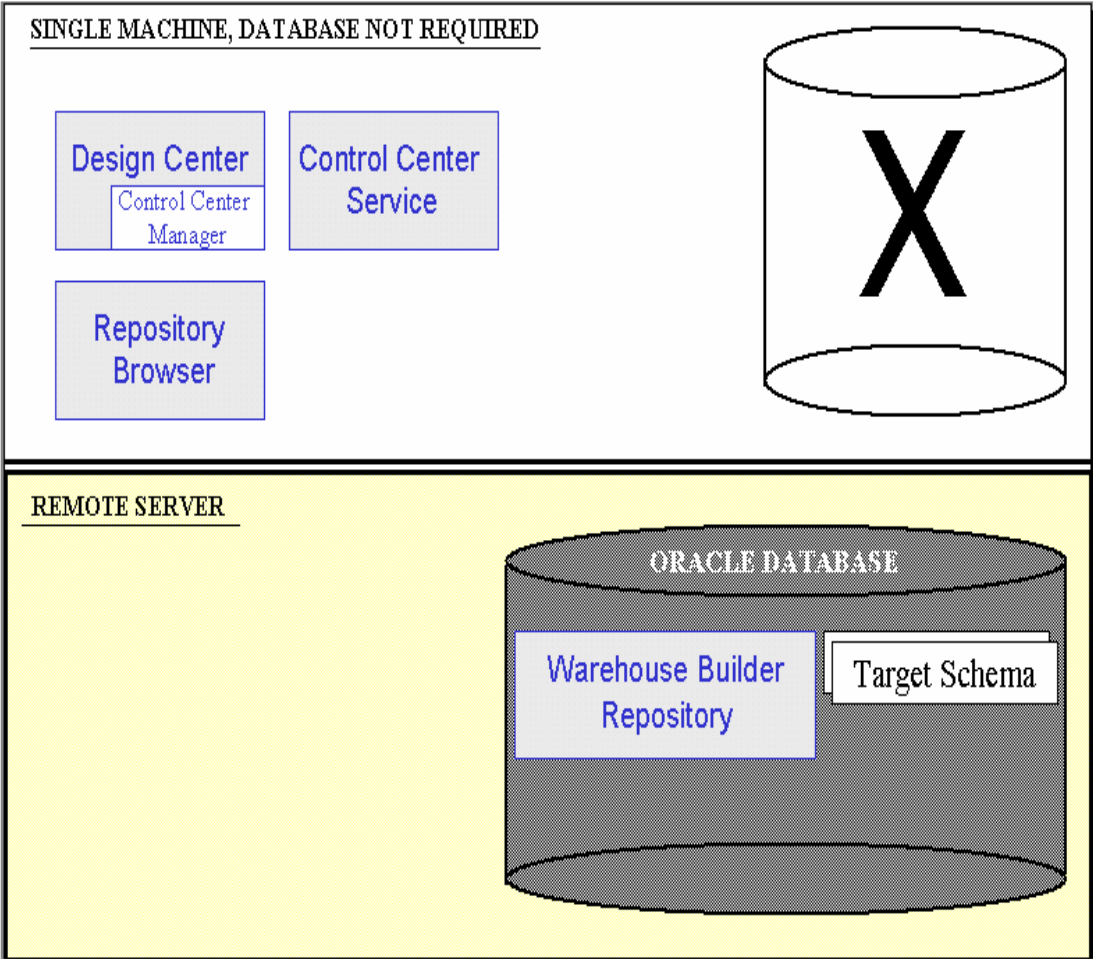 SINGLE MACHINE, DATABASE NOT REQUIRED
Design Center
Control Center
Manager
Control Center
Service
Repository
Browser
X
REMOTE SERVER
ORACLE DATABASE
Warehouse Builder
Repository
Target Schema